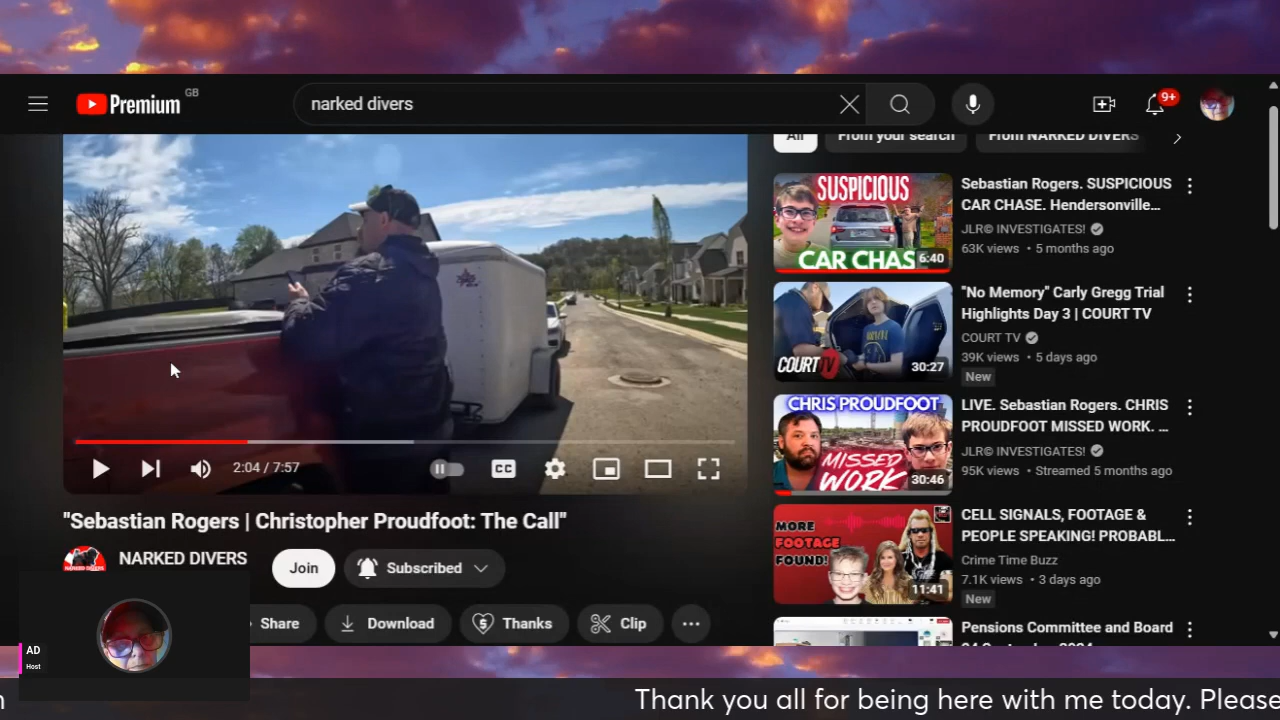 Premium GB
narked divers
9+
All
From your search
From NARKED DIVERS
SUSPICIOUS
CAR CHAS
6:40
Sebastian Rogers. SUSPICIOUS
CAR CHASE. Hendersonville...
JLR© INVESTIGATES!
63K views • 5 months ago
COURT TV
30:27
"No Memory" Carly Gregg Trial
Highlights Day 3 | COURT TV
COURT TV
39K views • 5 days ago
New
CHRIS PROUDFOOT
MISSED
WORK
30:46
LIVE. Sebastian Rogers. CHRIS
PROUDFOOT MISSED WORK. ...
JLR© INVESTIGATES!
95K views • Streamed 5 months ago
MORE
FOOTAGE
FOUND!
11:41
CELL SIGNALS, FOOTAGE &
PEOPLE SPEAKING! PROBABL...
Crime Time Buzz
7.1K views • 3 days ago
New
Pensions Committee and Board
2:04 / 7:57
CC
"Sebastian Rogers | Christopher Proudfoot: The Call"
NARKED DIVERS
Join
Subscribed
Share
Download
Thanks
Clip
AD
Host
Thank you all for being here with me today. Please